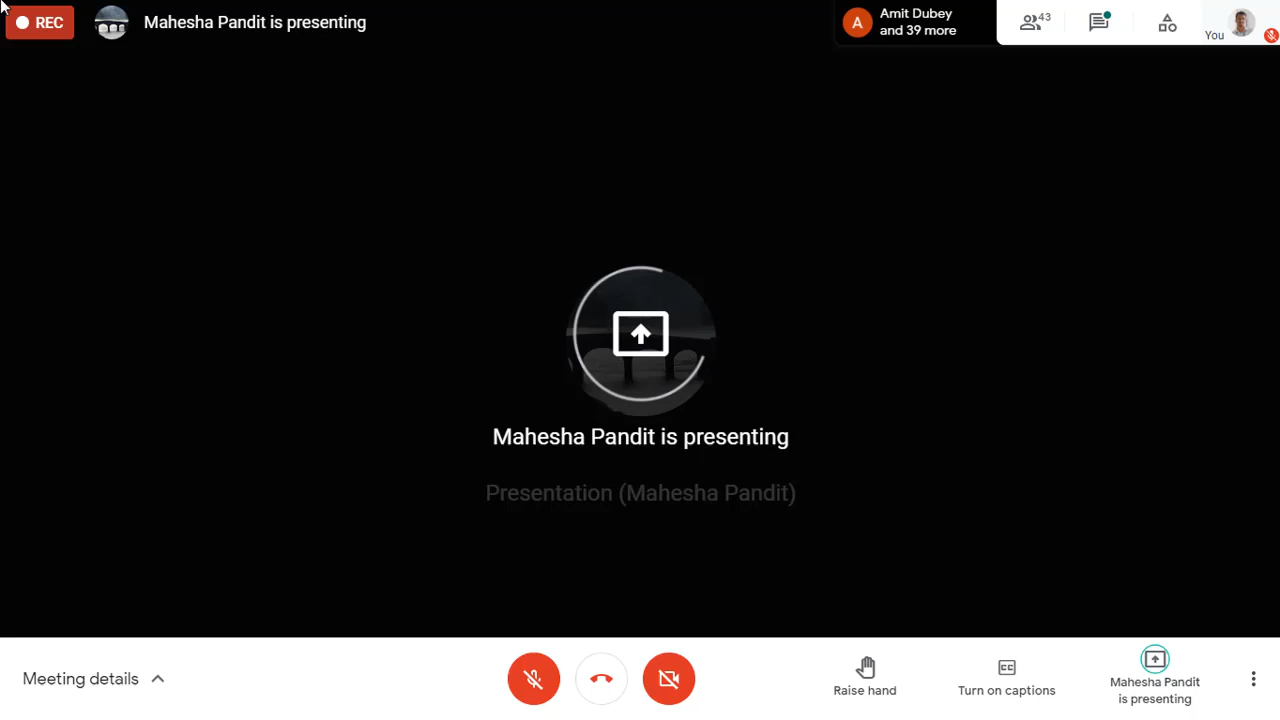 REC
Mahesha Pandit is presenting
A
Amit Dubey
and 39 more
43
You
Mahesha Pandit is presenting
Presentation (Mahesha Pandit)
Meeting details
Raise hand
CC
Turn on captions
Mahesha Pandit
is presenting